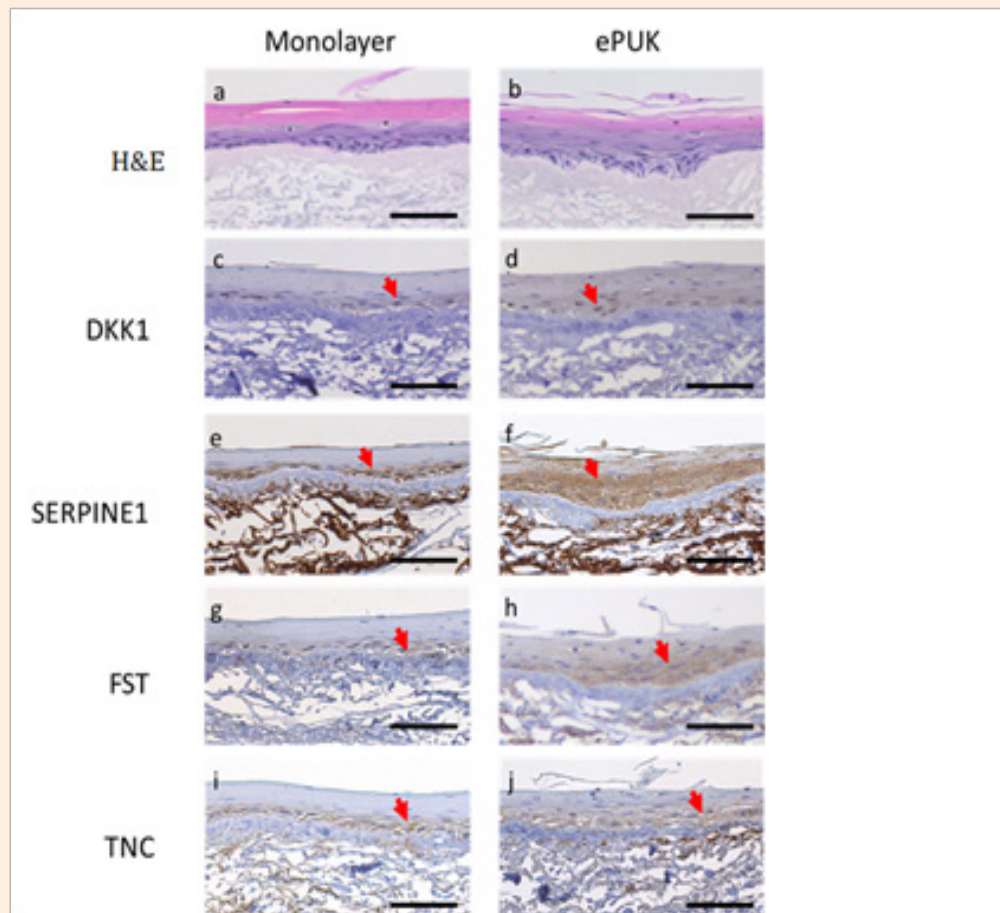 Monolayer ePUK
H&E
a b
DKK1
c d
SERPINE1
e f
FST
g h
TNC
i j